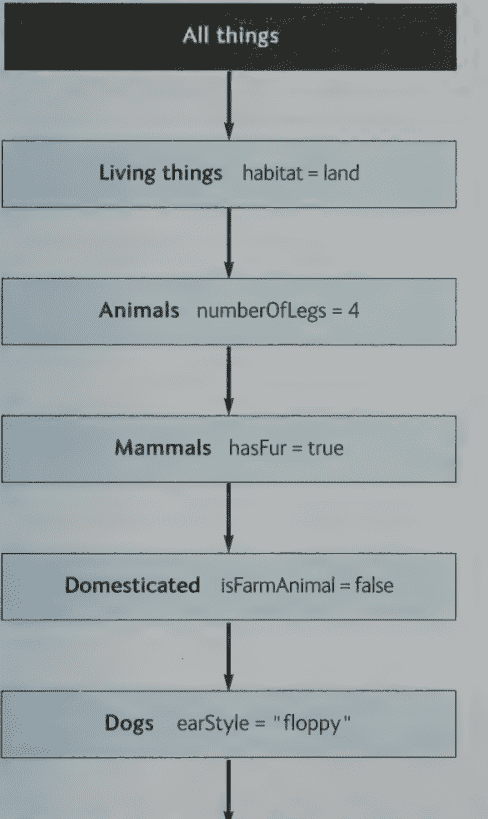 All things
Living things habitat = land
Animals numberOfLegs = 4
Mammals hasFur = true
Domesticated isFarmAnimal = false
Dogs earStyle = "floppy"